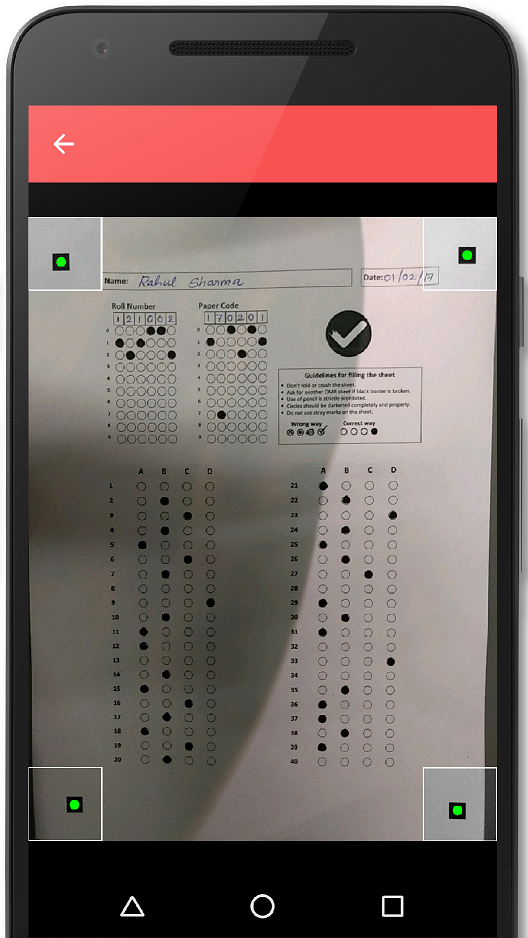 Name: Rahul Sharma Date: 01/02/17
Roll Number Paper Code
1 2 1 0 0 2 1 7 0 2 0 1
0 0
1 1
2 2
3 3
4 4
5 5
6 6
7 7
8 8
9 9
Guidelines for filling the sheet
• Don't fold or crush the sheet.
• Ask for another OMR sheet if black border is broken.
• Use of pencil is strictly prohibited.
• Circles should be darkened completely and properly.
• Do not see stray marks on the sheet.
Wrong way Correct way
A B C D A B C D
1 21
2 22
3 23
4 24
5 25
6 26
7 27
8 28
9 29
10 30
11 31
12 32
13 33
14 34
15 35
16 36
17 37
18 38
19 39
20 40